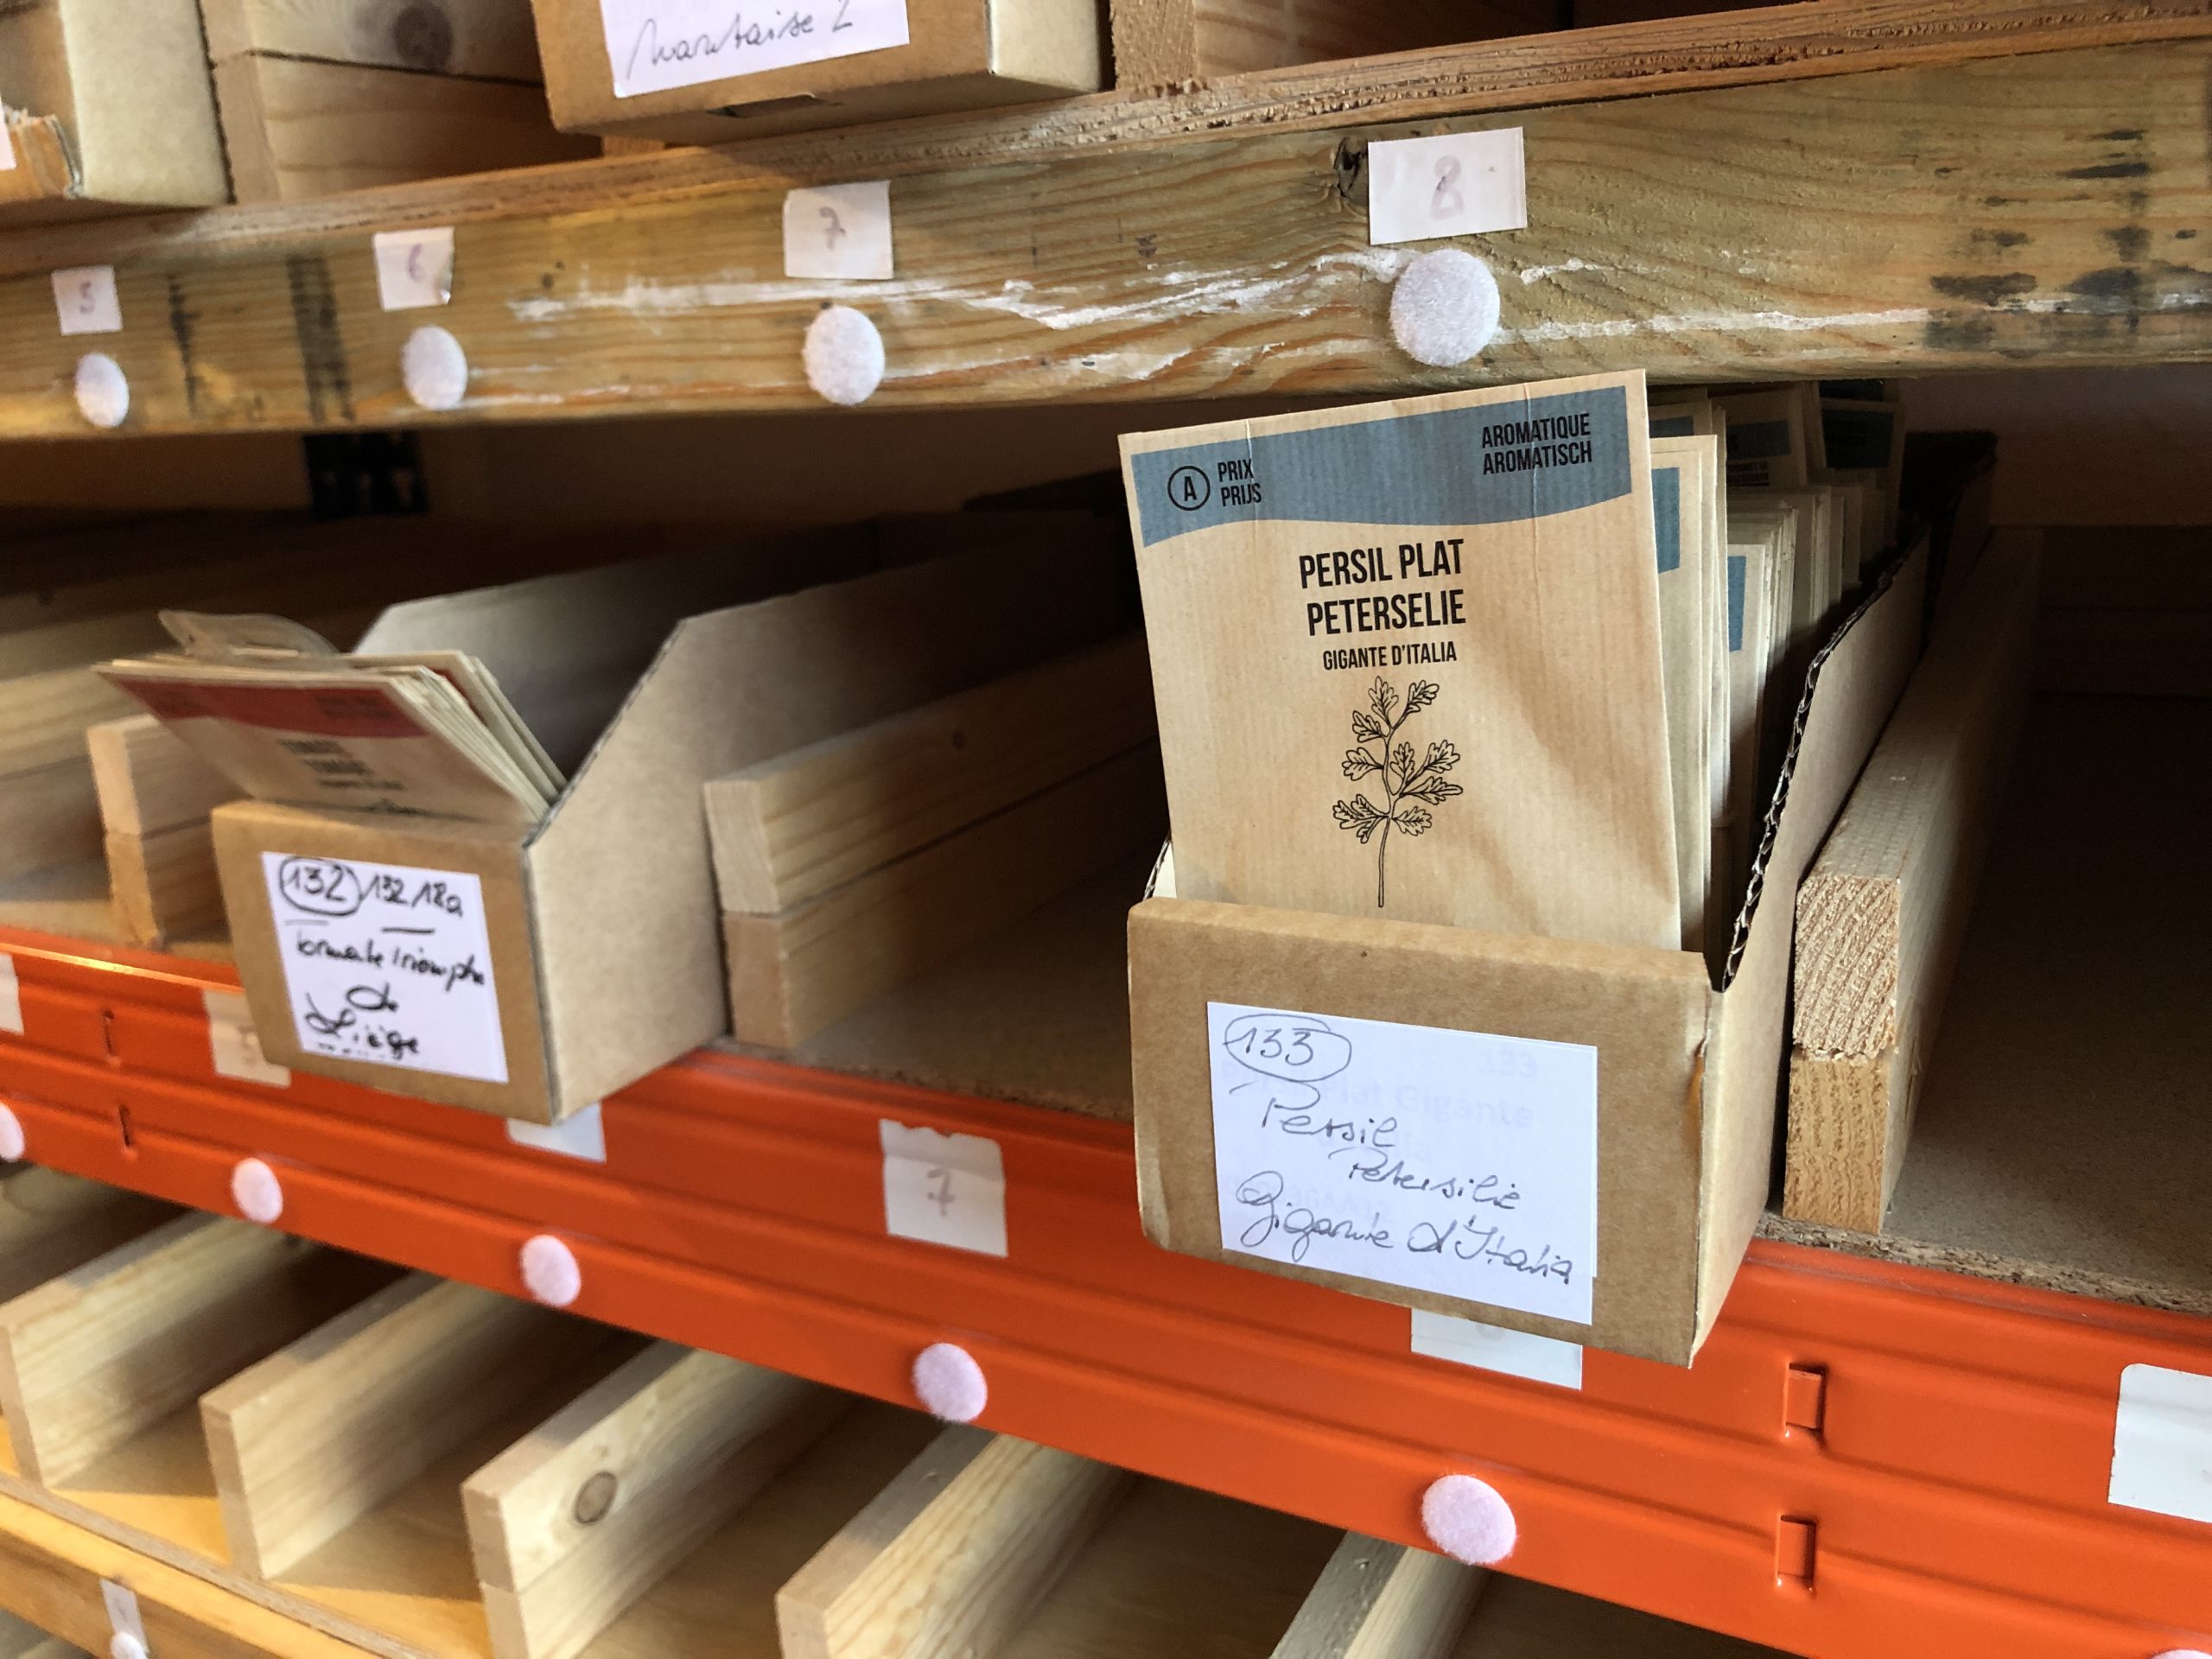 Nantaise 2
5
6
7
8
A
PRIX
PRIJS
AROMATIQUE
AROMATISCH
PERSIL PLAT
PETERSELIE
GIGANTE D'ITALIA
132 132/18a
tomate triomphe
de
Liège
133
Persil
Petersilie
Gigante d'Italia
7